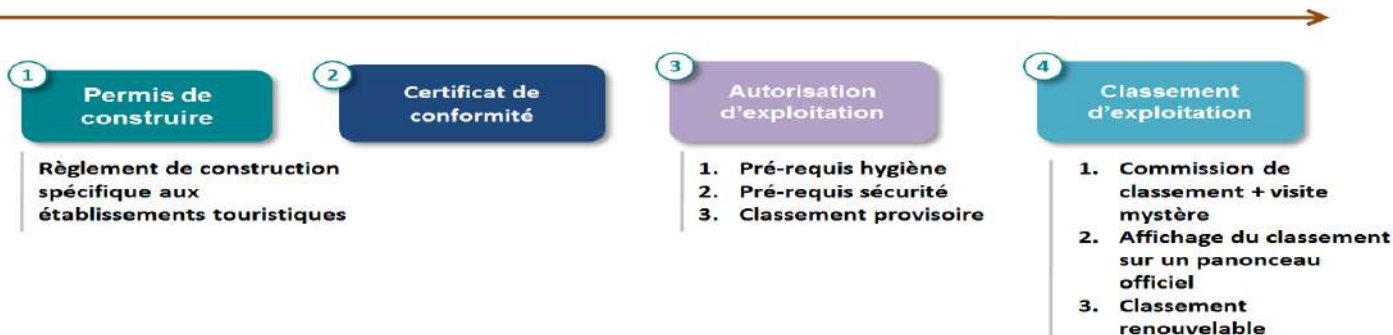 1
Permis de
construire
Règlement de construction
spécifique aux
établissements touristiques
2
Certificat de
conformité
3
Autorisation
d'exploitation
1. Pré-requis hygiène
2. Pré-requis sécurité
3. Classement provisoire
4
Classement
d'exploitation
1. Commission de
classement + visite
mystère
2. Affichage du classement
sur un panonceau
officiel
3. Classement
renouvelable